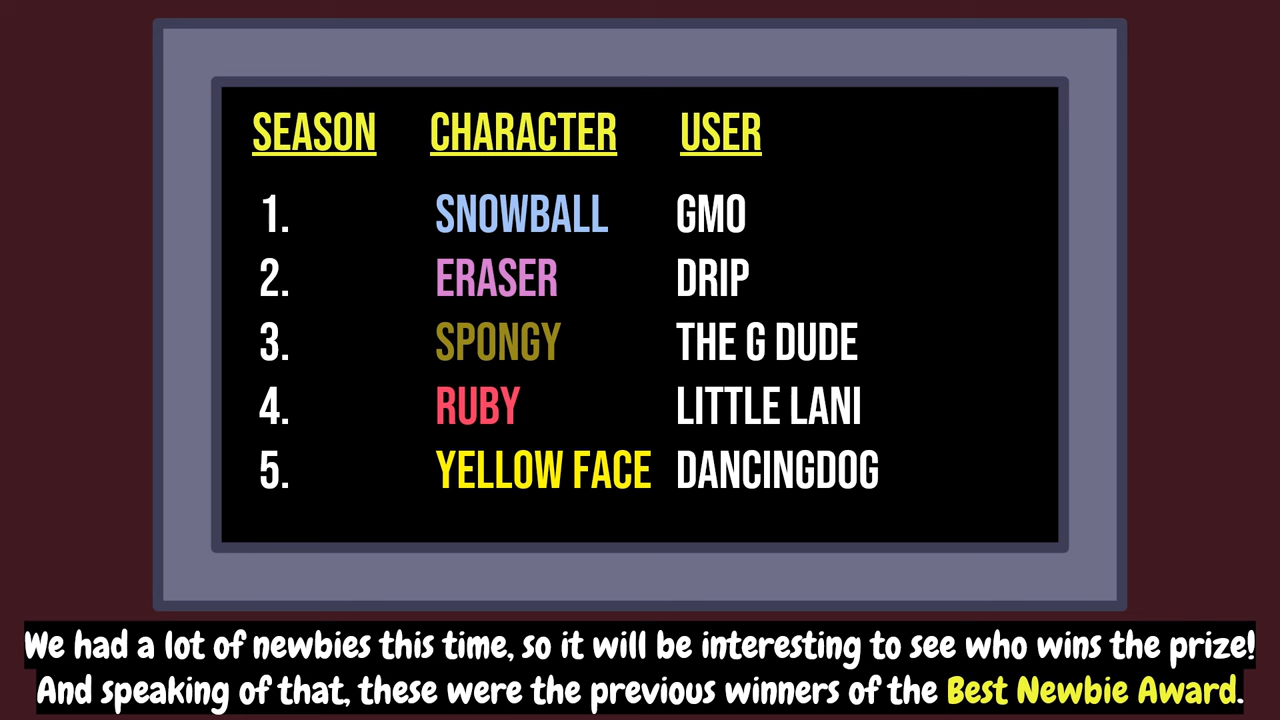 SEASON CHARACTER USER
1. SNOWBALL GMO
2. ERASER DRIP
3. SPONGY THE G DUDE
4. RUBY LITTLE LANI
5. YELLOW FACE DANCINGDOG
We had a lot of newbies this time, so it will be interesting to see who wins the prize!
And speaking of that, these were the previous winners of the Best Newbie Award.